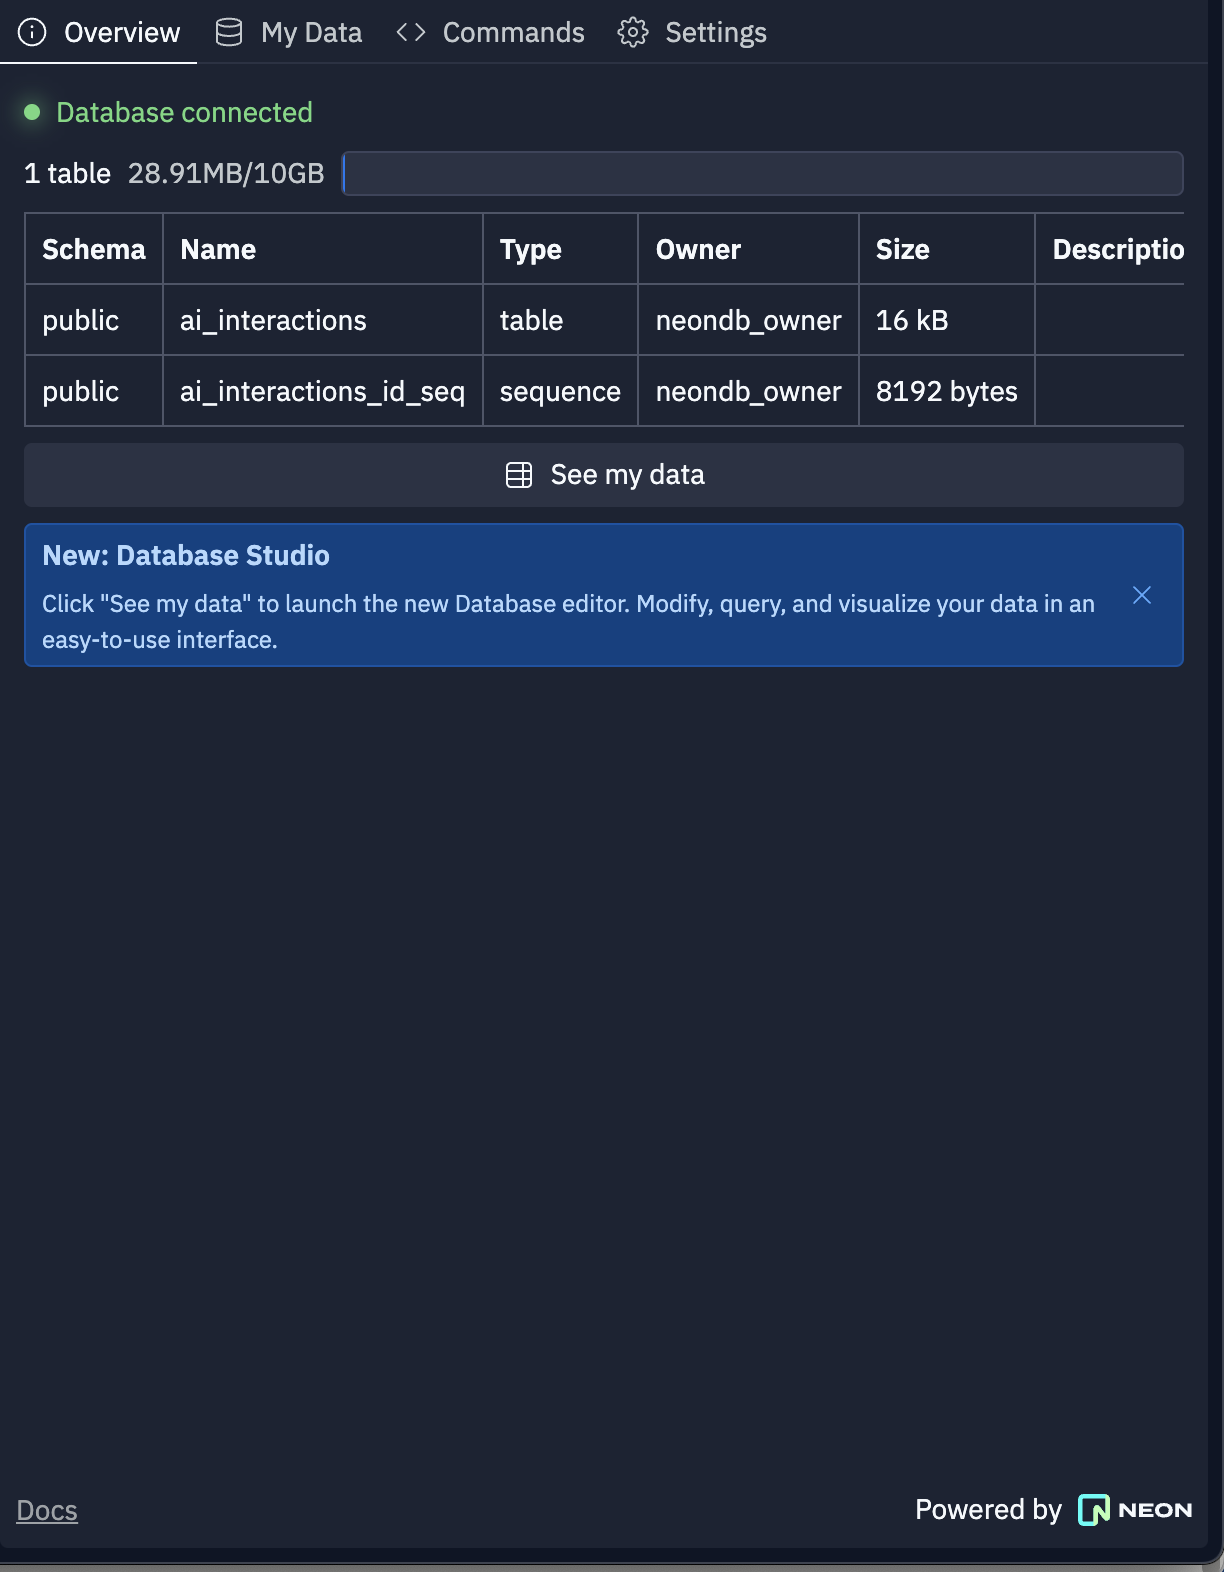 Overview My Data Commands Settings
Database connected
1 table 28.91MB/10GB
Schema Name Type Owner Size Descriptio
public ai_interactions table neondb_owner 16 kB
public ai_interactions_id_seq sequence neondb_owner 8192 bytes
See my data
New: Database Studio
Click "See my data" to launch the new Database editor. Modify, query, and visualize your data in an
easy-to-use interface.
Docs Powered by NEON